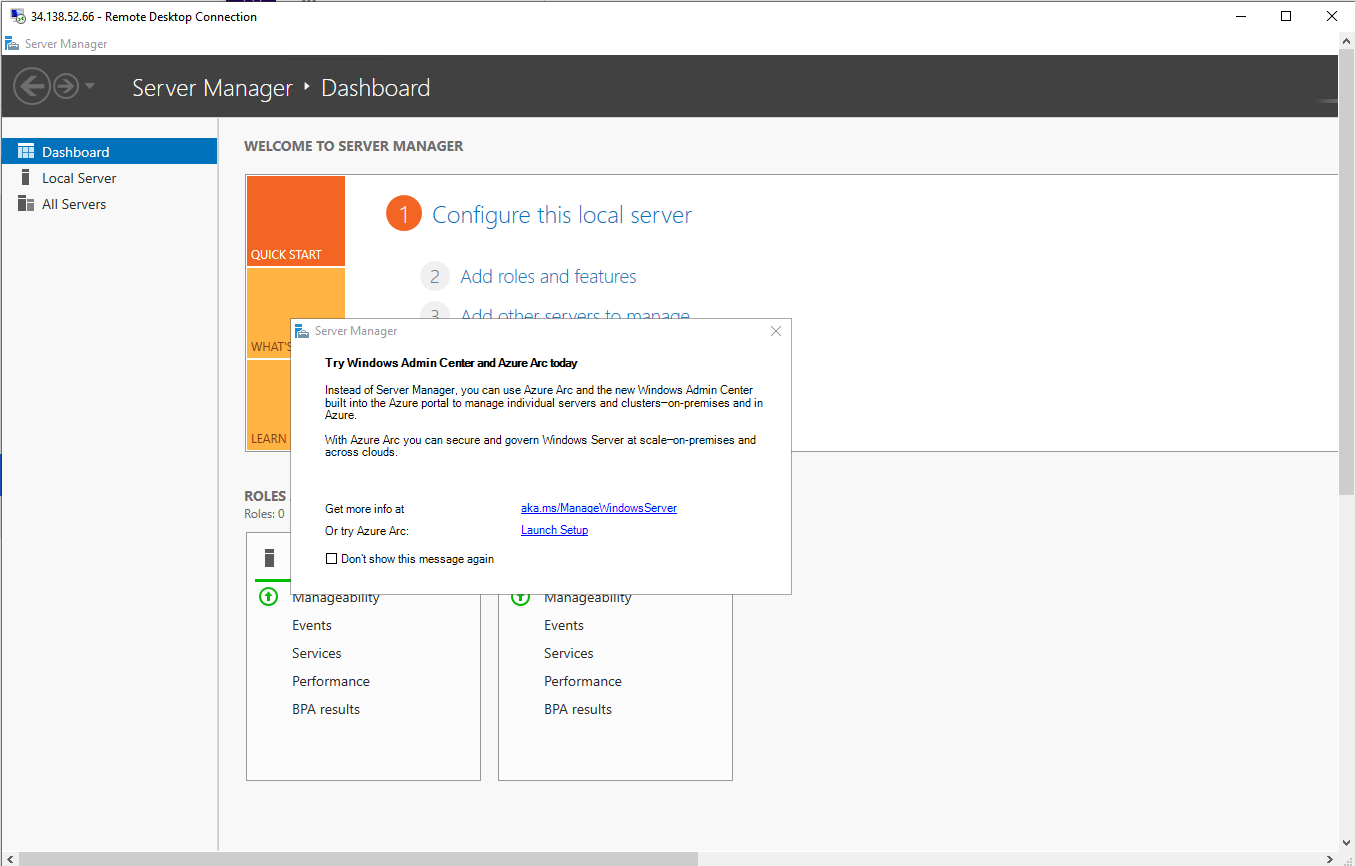 34.138.52.66 - Remote Desktop Connection
Server Manager
Server Manager ‣ Dashboard
Dashboard
Local Server
All Servers
WELCOME TO SERVER MANAGER
QUICK START
WHAT'S
LEARN
1 Configure this local server
2 Add roles and features
3 Add other servers to manage
Server Manager
Try Windows Admin Center and Azure Arc today
Instead of Server Manager, you can use Azure Arc and the new Windows Admin Center
built into the Azure portal to manage individual servers and clusters–on-premises and in
Azure.
With Azure Arc you can secure and govern Windows Server at scale–on-premises and
across clouds.
Get more info at aka.ms/ManageWindowsServer
Or try Azure Arc: Launch Setup
Don't show this message again
ROLES
Roles: 0
Manageability
Events
Services
Performance
BPA results
Manageability
Events
Services
Performance
BPA results